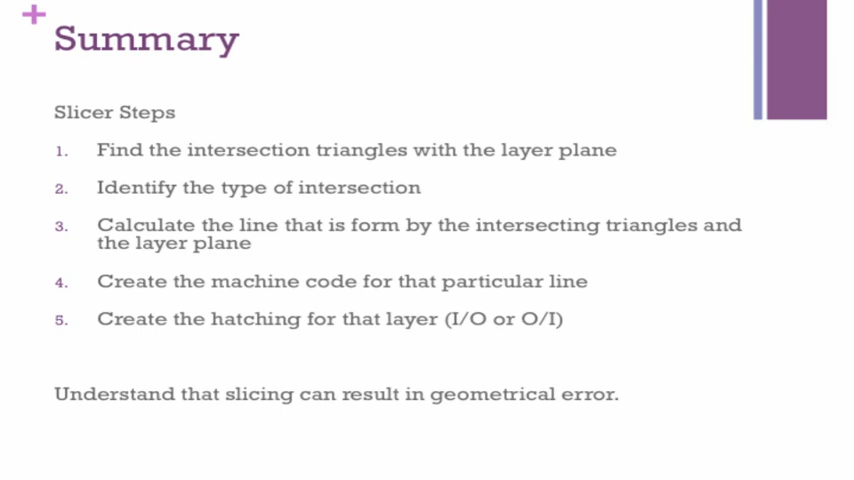 Summary
Slicer Steps
1. Find the intersection triangles with the layer plane
2. Identify the type of intersection
3. Calculate the line that is form by the intersecting triangles and
the layer plane
4. Create the machine code for that particular line
5. Create the hatching for that layer (I/O or O/I)
Understand that slicing can result in geometrical error.